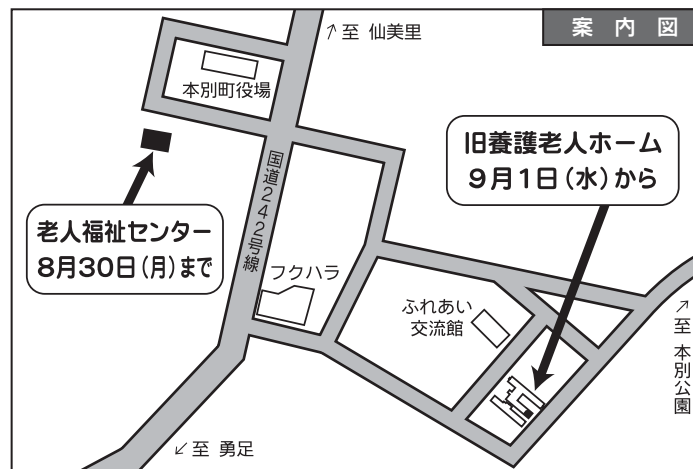 案内図
↗至 仙美里
本別町役場
旧養護老人ホーム
9月1日(水)から
国道242号線
老人福祉センター
8月30日(月)まで
フクハラ
ふれあい
交流館
↗至 本別公園
↙至 勇足